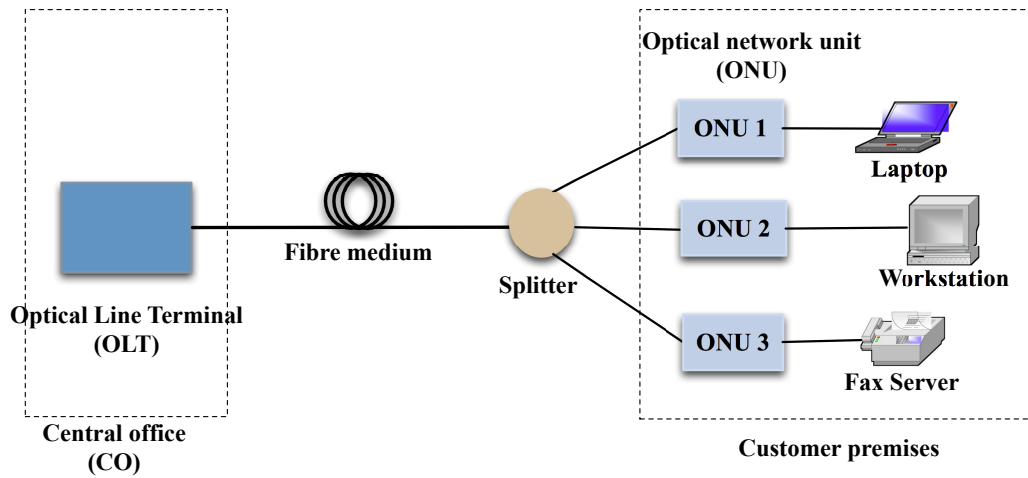 Optical network unit
(ONU)
ONU 1
Laptop
ONU 2
Fibre medium
Splitter
Workstation
Optical Line Terminal
(OLT)
ONU 3
Fax Server
Central office
(CO)
Customer premises